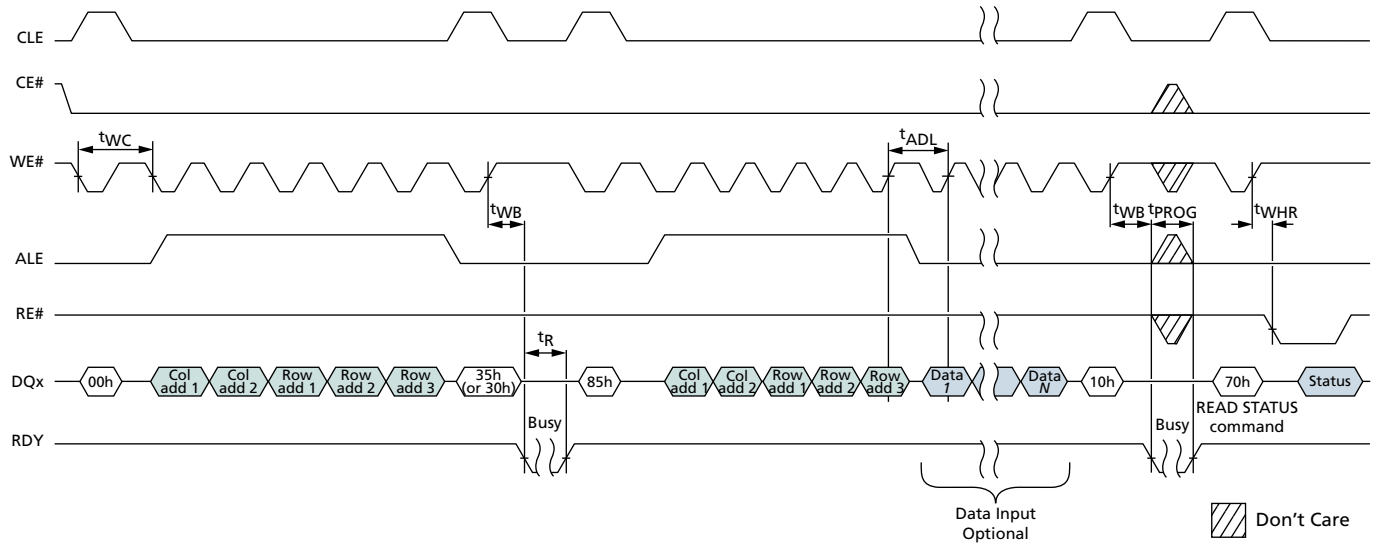 CLE
CE#
tWC
tADL
WE#
tWB
tWB
tPROG
tWHR
ALE
RE#
tR
DQx
00h
Col
add 1
Col
add 2
Row
add 1
Row
add 2
Row
add 3
35h
(or 30h)
85h
Col
add 1
Col
add 2
Row
add 1
Row
add 2
Row
add 3
Data
1
Data
N
10h
70h
Status
READ STATUS
command
Busy
Busy
RDY
Data Input
Optional
Don't Care